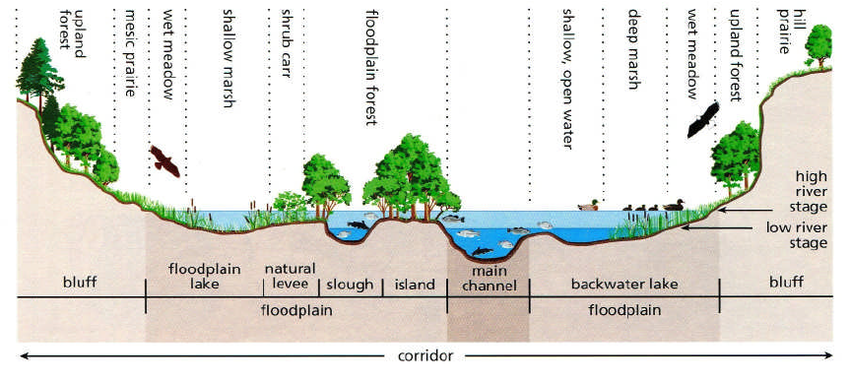 upland
forest
mesic prairie
wet meadow
shallow marsh
shrub carr
floodplain forest
shallow, open water
deep marsh
wet meadow
upland forest
hill
prairie
high
river
stage
low river
stage
bluff
floodplain
lake
natural
levee
slough
island
main
channel
backwater lake
bluff
floodplain
floodplain
corridor